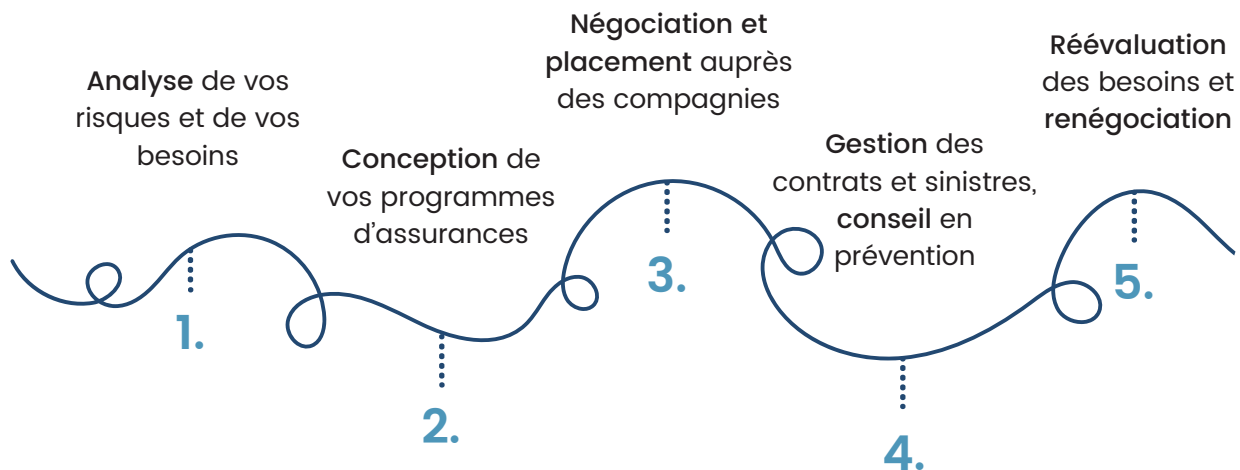 Analyse de vos
risques et de vos
besoins
1.
Conception de
vos programmes
d’assurances
2.
Négociation et
placement auprès
des compagnies
3.
Gestion des
contrats et sinistres,
conseil en
prévention
4.
Réévaluation
des besoins et
renégociation
5.